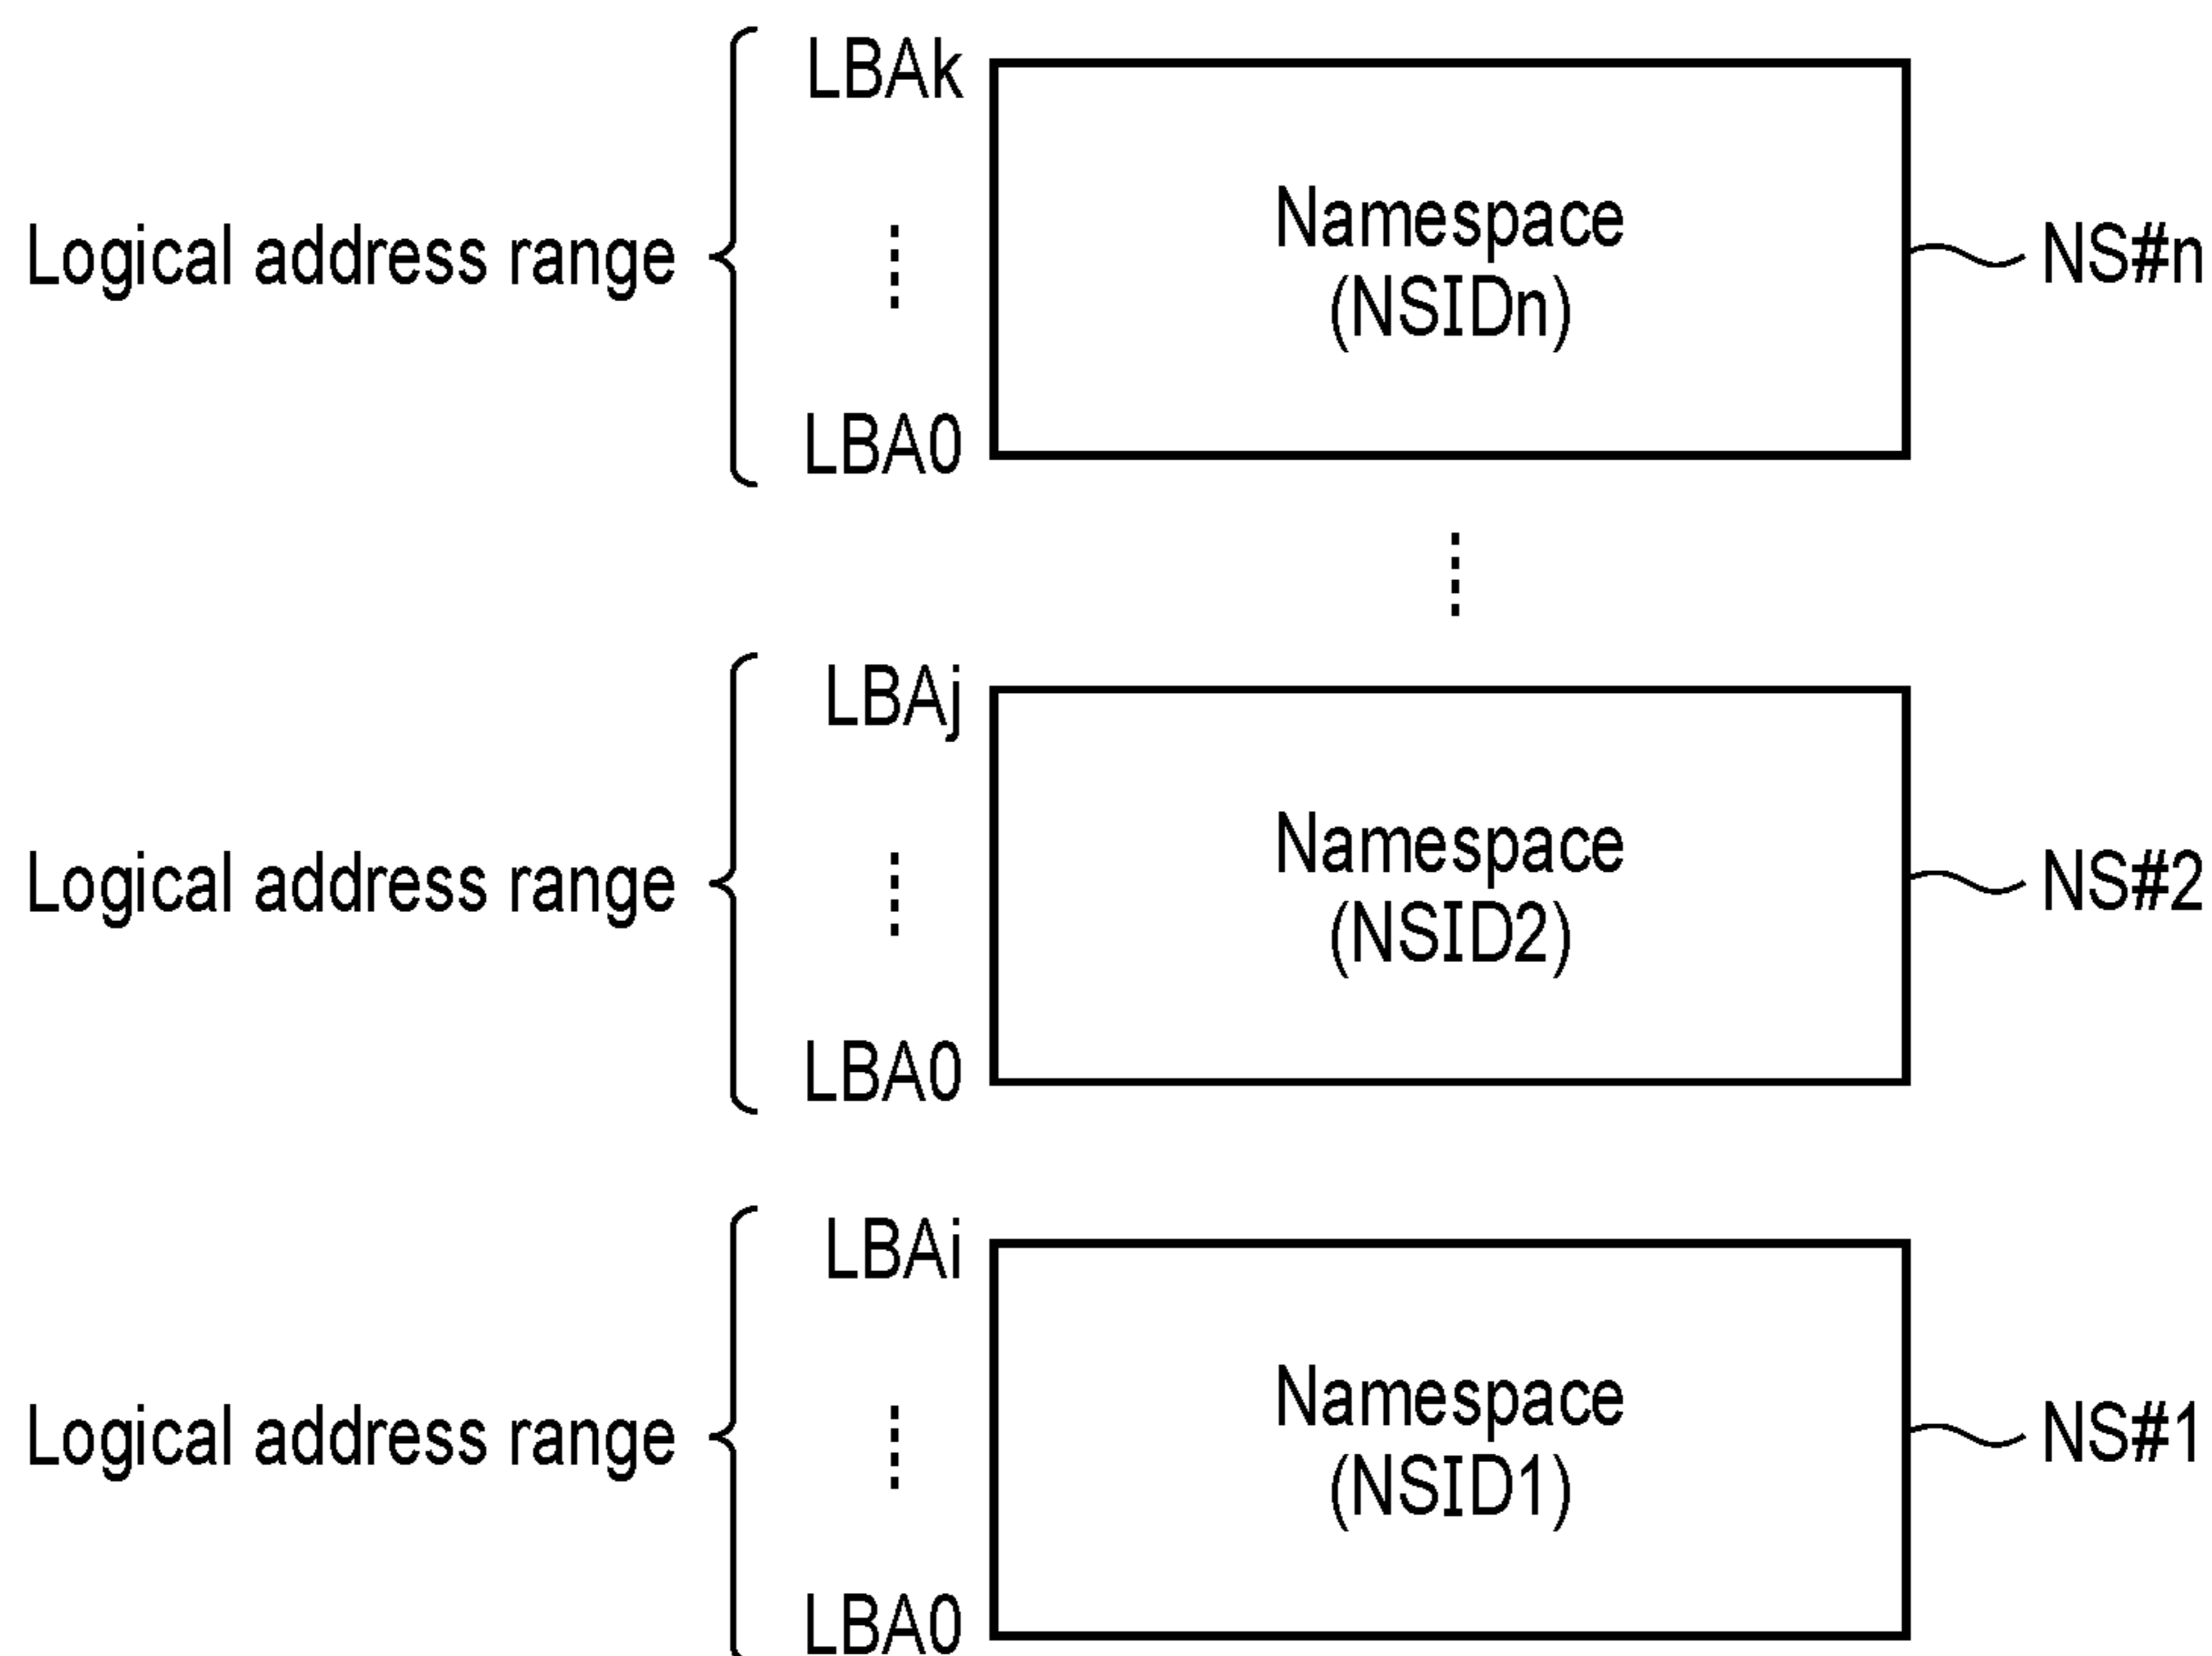 LBAk
Namespace
Logical address range
NS#n
(NSIDn)
LBA0
LBAj
Namespace
Logical address range
NS#2
(NSID2)
LBA0
LBAi
Namespace
Logical address range
NS#1
(NSID1)
LBA0